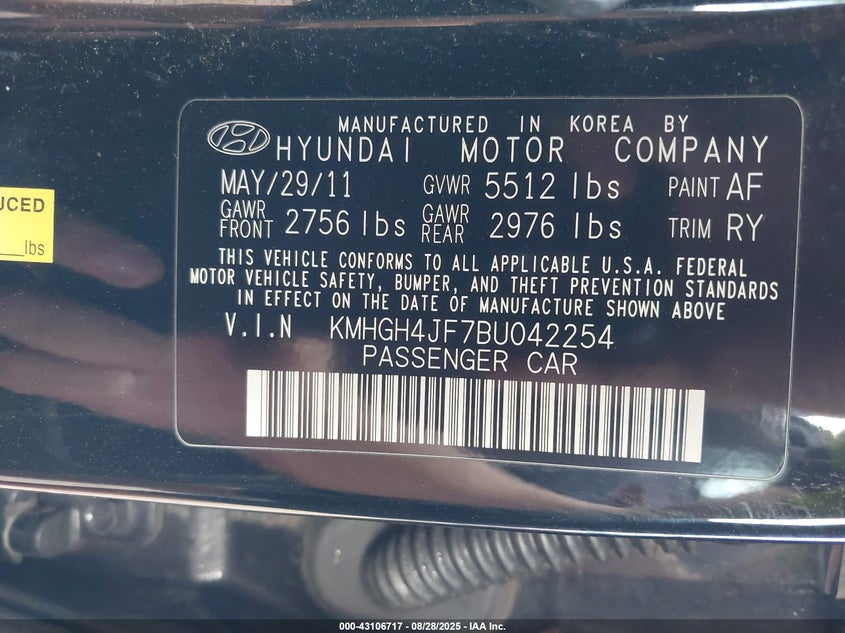 MANUFACTURED IN KOREA BY
HYUNDAI MOTOR COMPANY
MAY/29/11 GVWR 5512 lbs PAINT AF
GAWR FRONT 2756 lbs GAWR REAR 2976 lbs TRIM RY
THIS VEHICLE CONFORMS TO ALL APPLICABLE U.S.A. FEDERAL
MOTOR VEHICLE SAFETY, BUMPER, AND THEFT PREVENTION STANDARDS
IN EFFECT ON THE DATE OF MANUFACTURE SHOWN ABOVE
V.I.N KMHGH4JF7BU042254
PASSENGER CAR
UCED
lbs
000-43106717 - 08/28/2025 - IAA Inc.